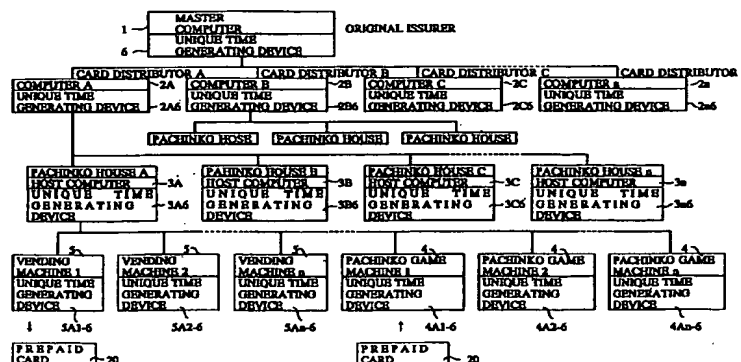 MASTER
COMPUTER
UNIQUE TIME
GENERATING DEVICE
1
6
ORIGINAL ISSURER
CARD DISTRIBUTOR A
CARD DISTRIBUTOR B
CARD DISTRIBUTOR C
CARD DISTRIBUTOR
COMPUTER A
UNIQUE TIME
GENERATING DEVICE
2A
2A6
COMPUTER B
UNIQUE TIME
GENERATING DEVICE
2B
2B6
COMPUTER C
UNIQUE TIME
GENERATING DEVICE
2C
2C6
COMPUTER n
UNIQUE TIME
GENERATING DEVICE
2n
2n6
PACHINKO HOSE
PACHINKO HOUSE
PACHINKO HOUSE
PACHINKO HOUSE A
HOST COMPUTER
UNIQUE TIME
GENERATING
DEVICE
3A
3A6
PAHINKO HOUSE B
HOST COMPUTER
UNIQUE TIME
GENERATING
DEVICE
3B
3B6
PACHINKO HOUSE C
HOST COMPUTER
UNIQUE TIME
GENERATING
DEVICE
3C
3C6
PACHINKO HOUSE n
HOST COMPUTER
UNIQUE TIME
GENERATING
DEVICE
3n
3n6
5
VENDING
MACHINE 1
UNIQUE TIME
GENERATING
DEVICE
5A1-6
5
VENDING
MACHINE 2
UNIQUE TIME
GENERATING
DEVICE
5A2-6
5
VENDING
MACHINE n
UNIQUE TIME
GENERATING
DEVICE
5An-6
4
PACHINKO GAME
MACHINE 1
UNIQUE TIME
GENERATING
DEVICE
4A1-6
4
PACHINKO GAME
MACHINE 2
UNIQUE TIME
GENERATING
DEVICE
4A2-6
4
PACHINKO GAME
MACHINE n
UNIQUE TIME
GENERATING
DEVICE
4An-6
PREPAID
CARD
20
PREPAID
CARD
20